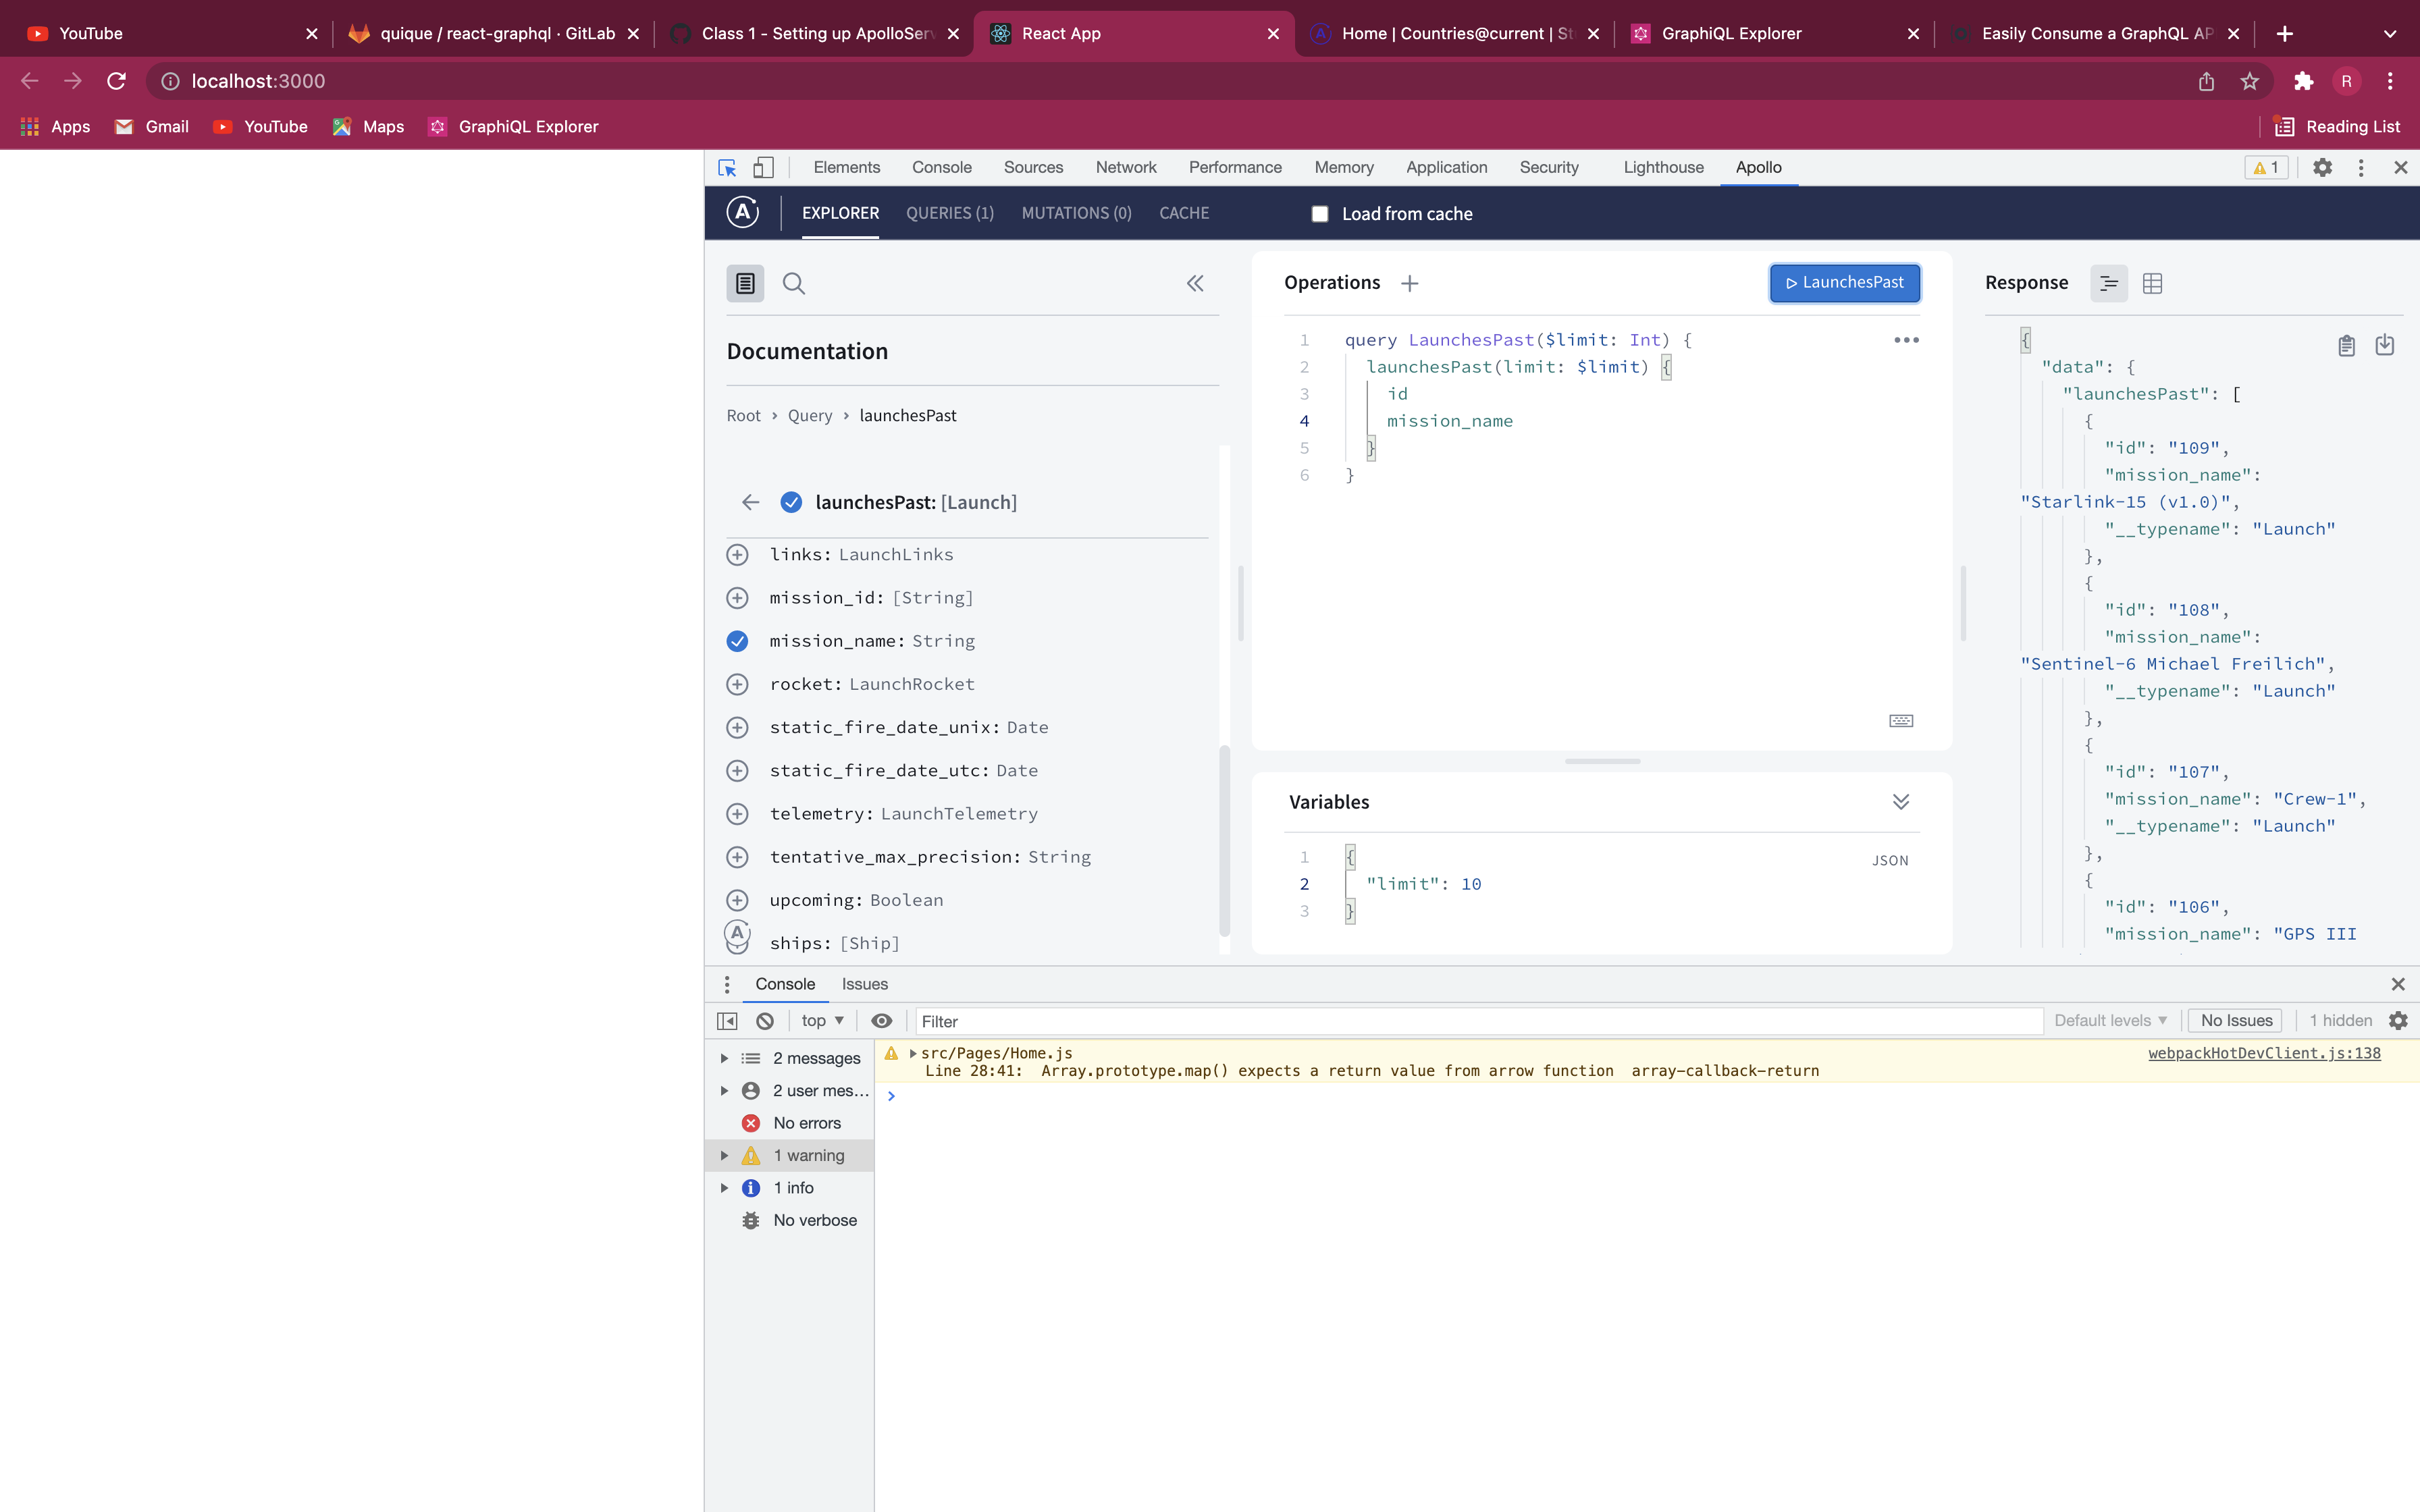 YouTube
quique / react-graphql · GitLab
Class 1 - Setting up ApolloServ
React App
Home | Countries@current | St
GraphiQL Explorer
Easily Consume a GraphQL AP
localhost:3000
R
Apps
Gmail
YouTube
Maps
GraphiQL Explorer
Reading List
Elements
Console
Sources
Network
Performance
Memory
Application
Security
Lighthouse
Apollo
1
EXPLORER
QUERIES (1)
MUTATIONS (0)
CACHE
Load from cache
Documentation
Root › Query › launchesPast
launchesPast: [Launch]
links: LaunchLinks
mission_id: [String]
mission_name: String
rocket: LaunchRocket
static_fire_date_unix: Date
static_fire_date_utc: Date
telemetry: LaunchTelemetry
tentative_max_precision: String
upcoming: Boolean
ships: [Ship]
Operations
LaunchesPast
1 query LaunchesPast($limit: Int) {
2 launchesPast(limit: $limit) {
3 id
4 mission_name
5 }
6 }
Variables
JSON
1 {
2 "limit": 10
3 }
Response
{
"data": {
"launchesPast": [
{
"id": "109",
"mission_name":
"Starlink-15 (v1.0)",
"__typename": "Launch"
},
{
"id": "108",
"mission_name":
"Sentinel-6 Michael Freilich",
"__typename": "Launch"
},
{
"id": "107",
"mission_name": "Crew-1",
"__typename": "Launch"
},
{
"id": "106",
"mission_name": "GPS III
Console
Issues
top
Filter
Default levels
No Issues
1 hidden
2 messages
2 user mes...
No errors
1 warning
1 info
No verbose
src/Pages/Home.js
webpackHotDevClient.js:138
Line 28:41:  Array.prototype.map() expects a return value from arrow function  array-callback-return